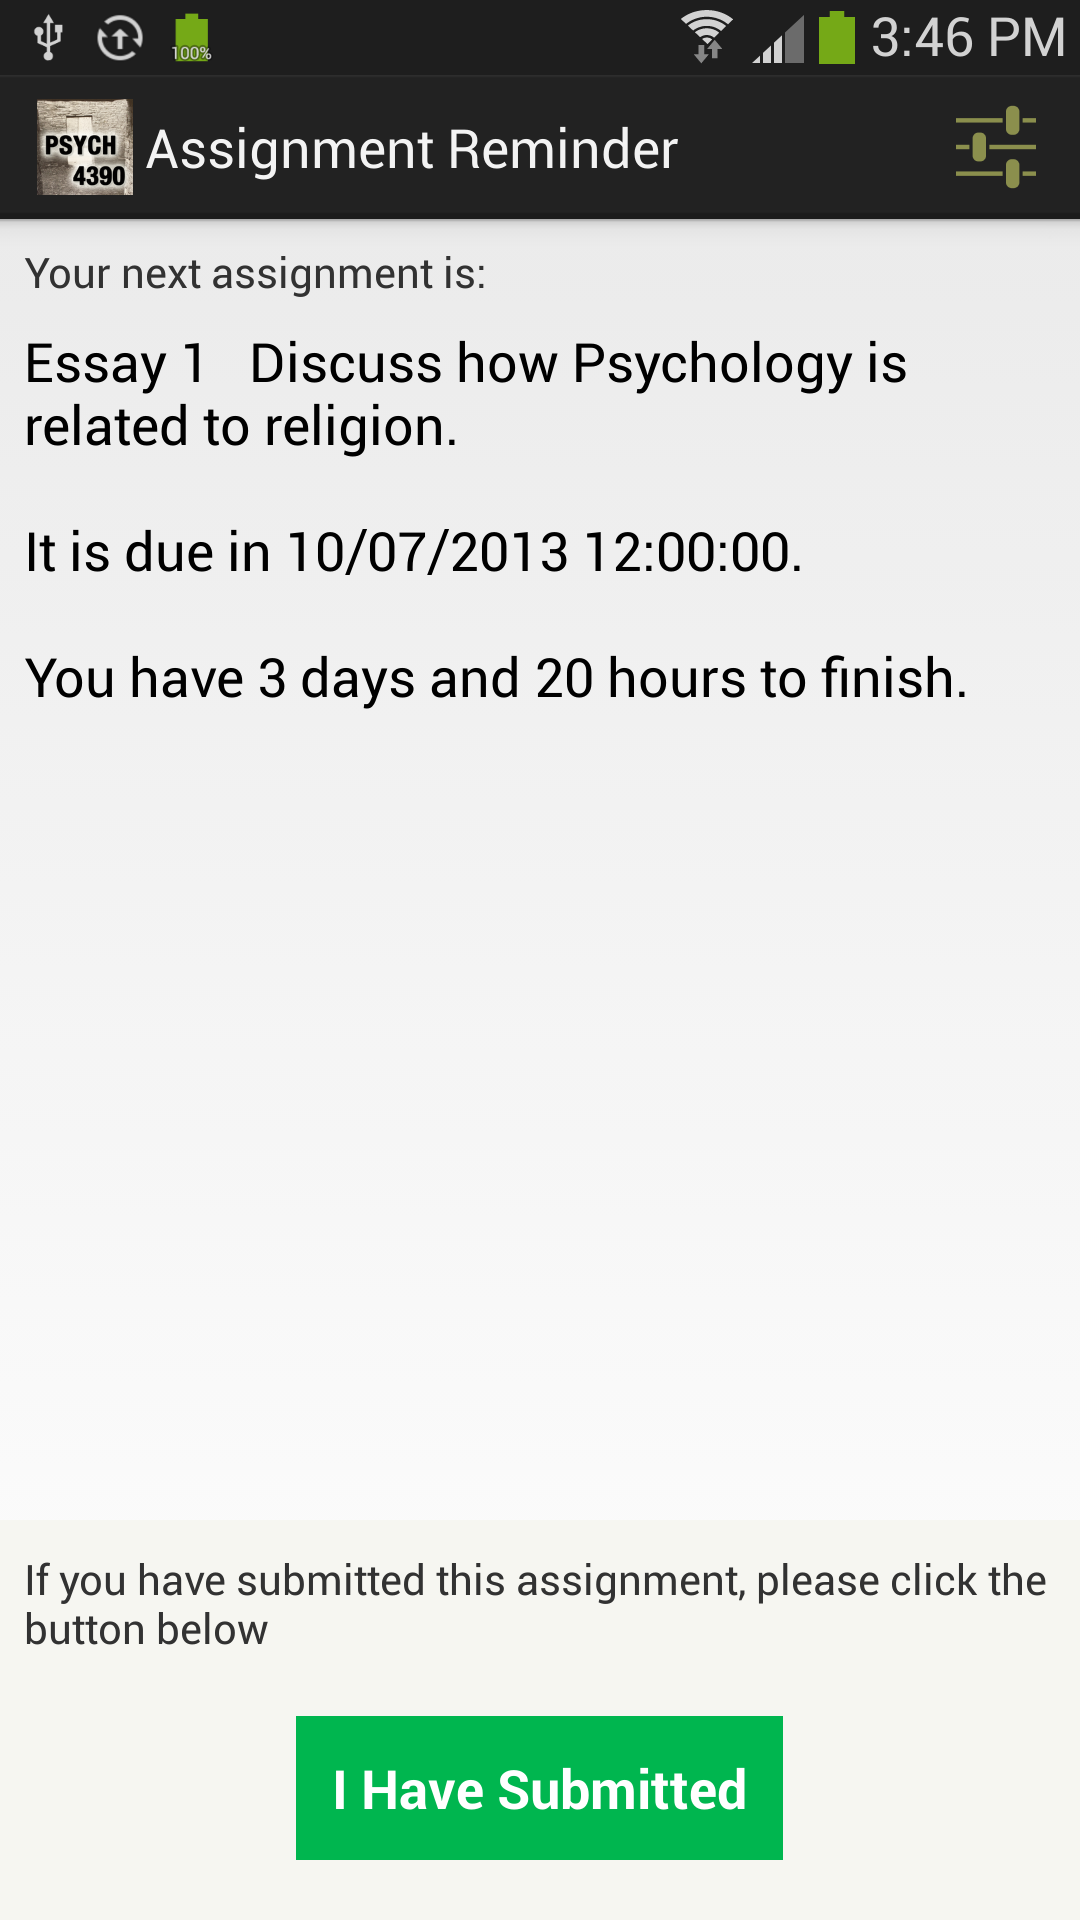 100%
3:46 PM
PSYCH
4390
Assignment Reminder
Your next assignment is:
Essay 1   Discuss how Psychology is
related to religion.
It is due in 10/07/2013 12:00:00.
You have 3 days and 20 hours to finish.
If you have submitted this assignment, please click the
button below
I Have Submitted